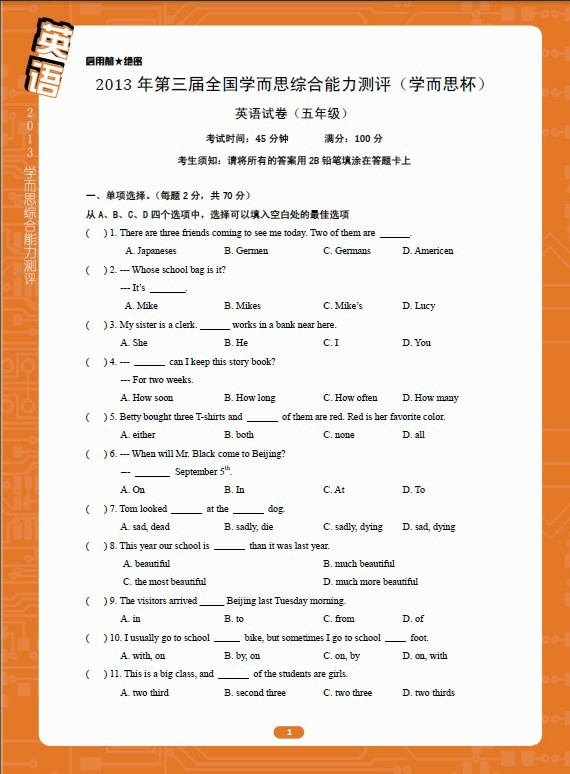 英语
2013 学而思综合能力测评
启用前★绝密
2013 年第三届全国学而思综合能力测评（学而思杯）
英语试卷（五年级）
考试时间：45 分钟 满分：100 分
考生须知：请将所有的答案用 2B 铅笔填涂在答题卡上
一、单项选择。（每题 2 分，共 70 分）
从 A、B、C、D 四个选项中，选择可以填入空白处的最佳选项
( ) 1. There are three friends coming to see me today. Two of them are ______.
A. Japaneses B. Germen C. Germans D. Americen
( ) 2. --- Whose school bag is it?
--- It's _______.
A. Mike B. Mikes C. Mike's D. Lucy
( ) 3. My sister is a clerk. ______ works in a bank near here.
A. She B. He C. I D. You
( ) 4. --- ______ can I keep this story book?
--- For two weeks.
A. How soon B. How long C. How often D. How many
( ) 5. Betty bought three T-shirts and ______ of them are red. Red is her favorite color.
A. either B. both C. none D. all
( ) 6. --- When will Mr. Black come to Beijing?
--- _______ September 5th.
A. On B. In C. At D. To
( ) 7. Tom looked ______ at the ______ dog.
A. sad, dead B. sadly, die C. sadly, dying D. sad, dying
( ) 8. This year our school is ______ than it was last year.
A. beautiful B. much beautiful
C. the most beautiful D. much more beautiful
( ) 9. The visitors arrived _____ Beijing last Tuesday morning.
A. in B. to C. from D. of
( ) 10. I usually go to school _____ bike, but sometimes I go to school ____ foot.
A. with, on B. by, on C. on, by D. on, with
( ) 11. This is a big class, and ______ of the students are girls.
A. two third B. second three C. two three D. two thirds
1